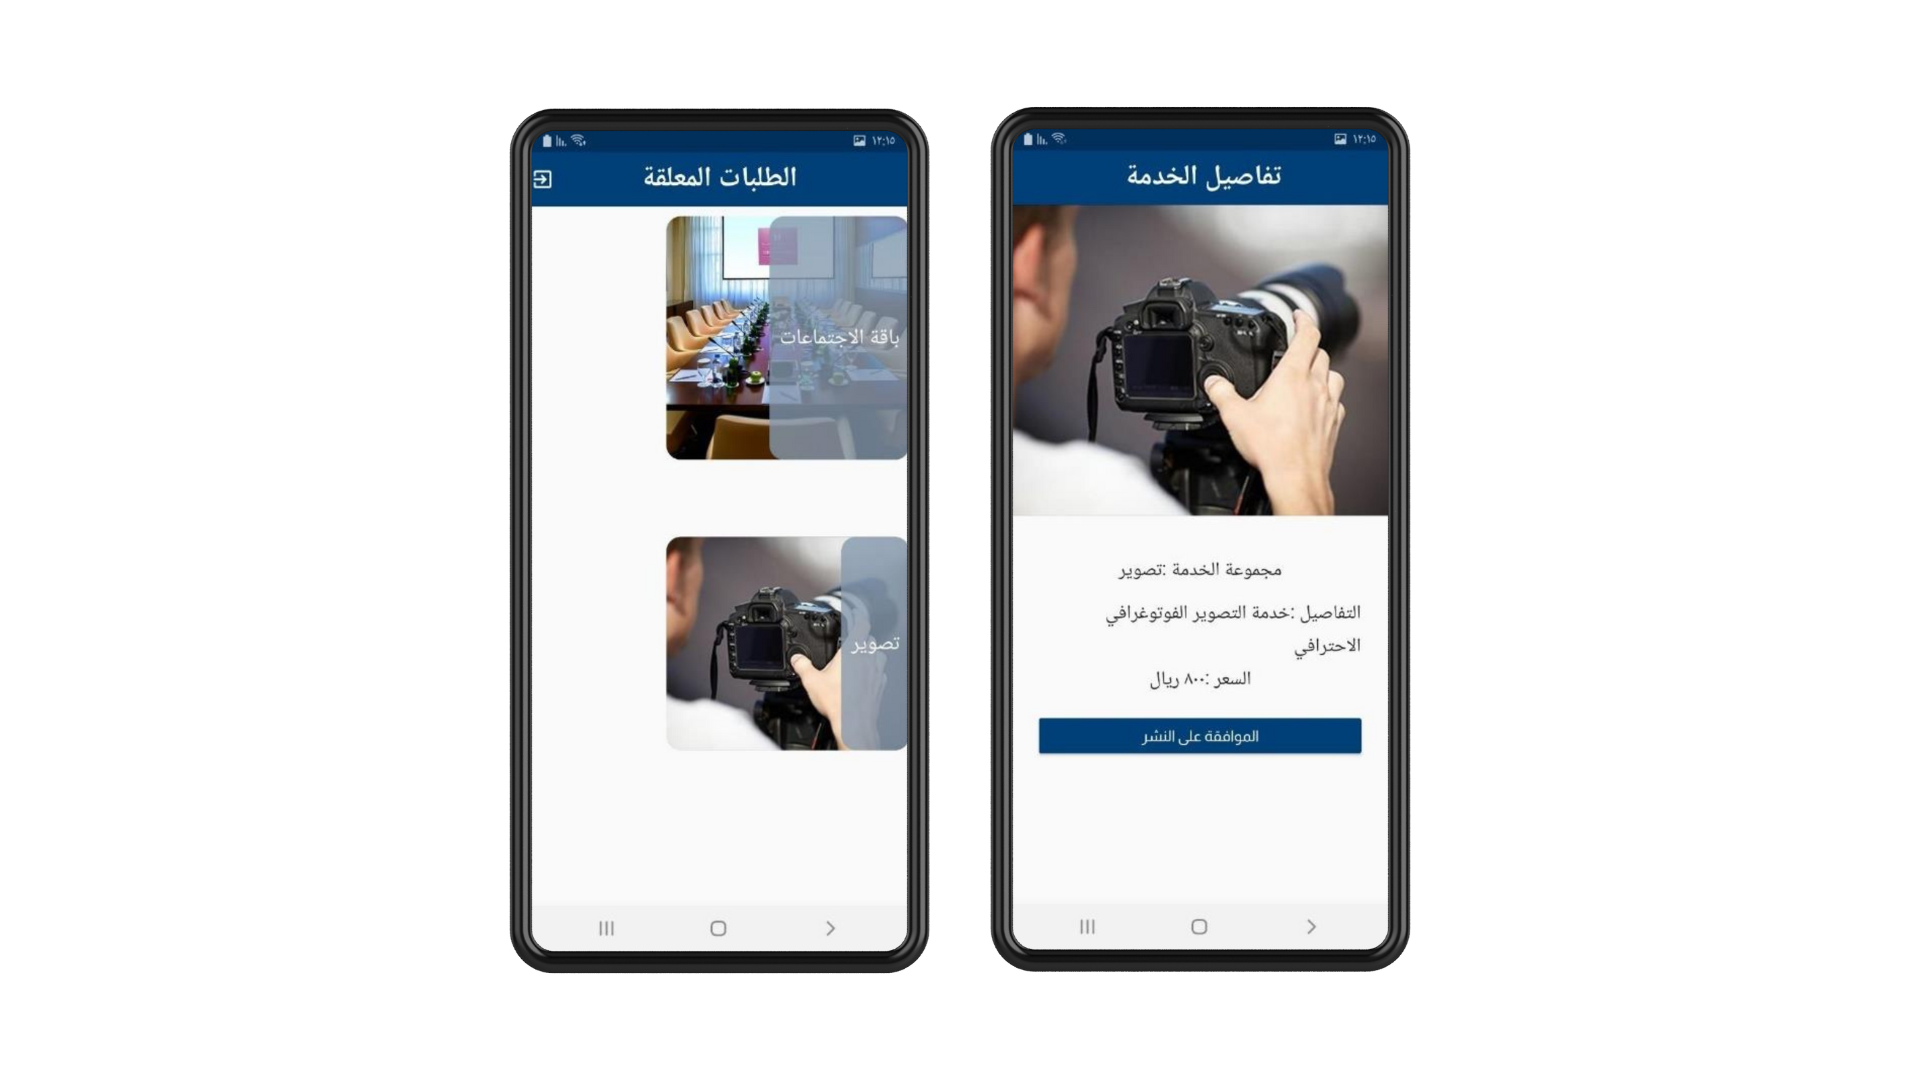 ١٢:١٥
الطلبات المعلقة
باقة الاجتماعات
تصوير
١٢:١٥
تفاصيل الخدمة
مجموعة الخدمة :تصوير
التفاصيل :خدمة التصوير الفوتوغرافي
الاحترافي
السعر :٨٠٠ ريال
الموافقة على النشر